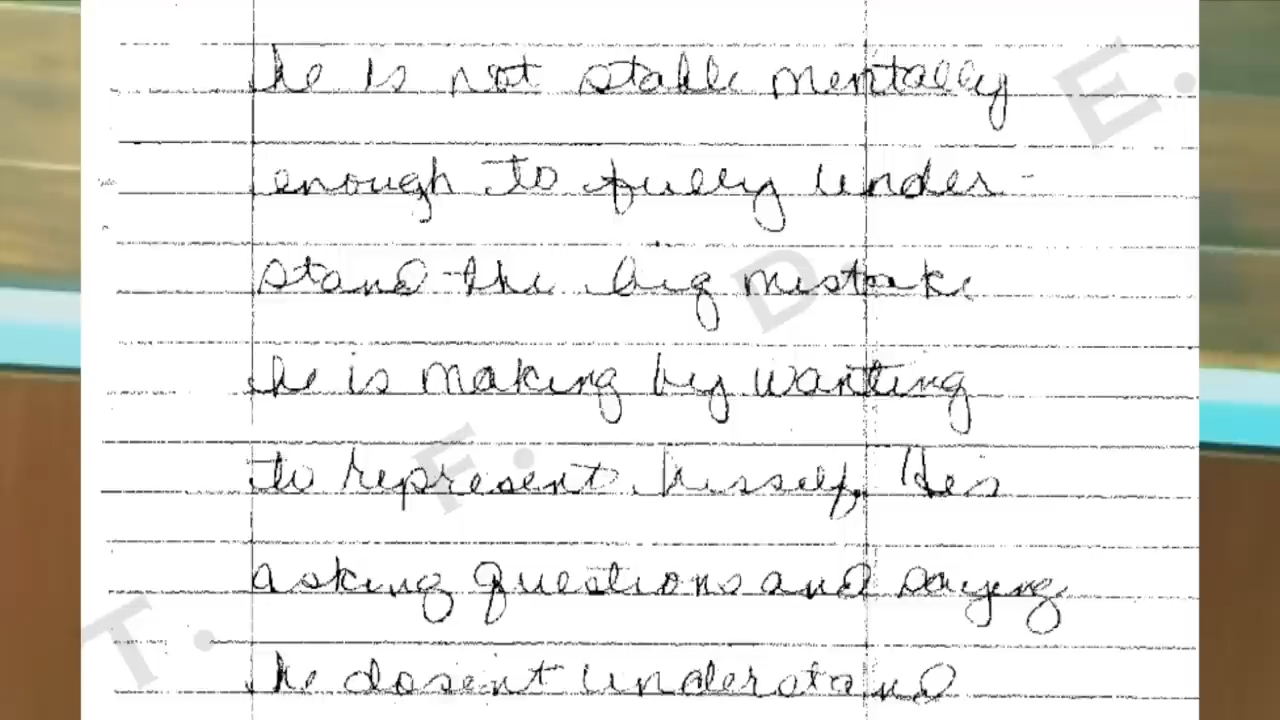 he is not stable mentally
enough to fully under-
stand the big mistake
he is making by wanting
to represent hisself. He's
asking questions and saying
he dosent understand
T. F. D. E.